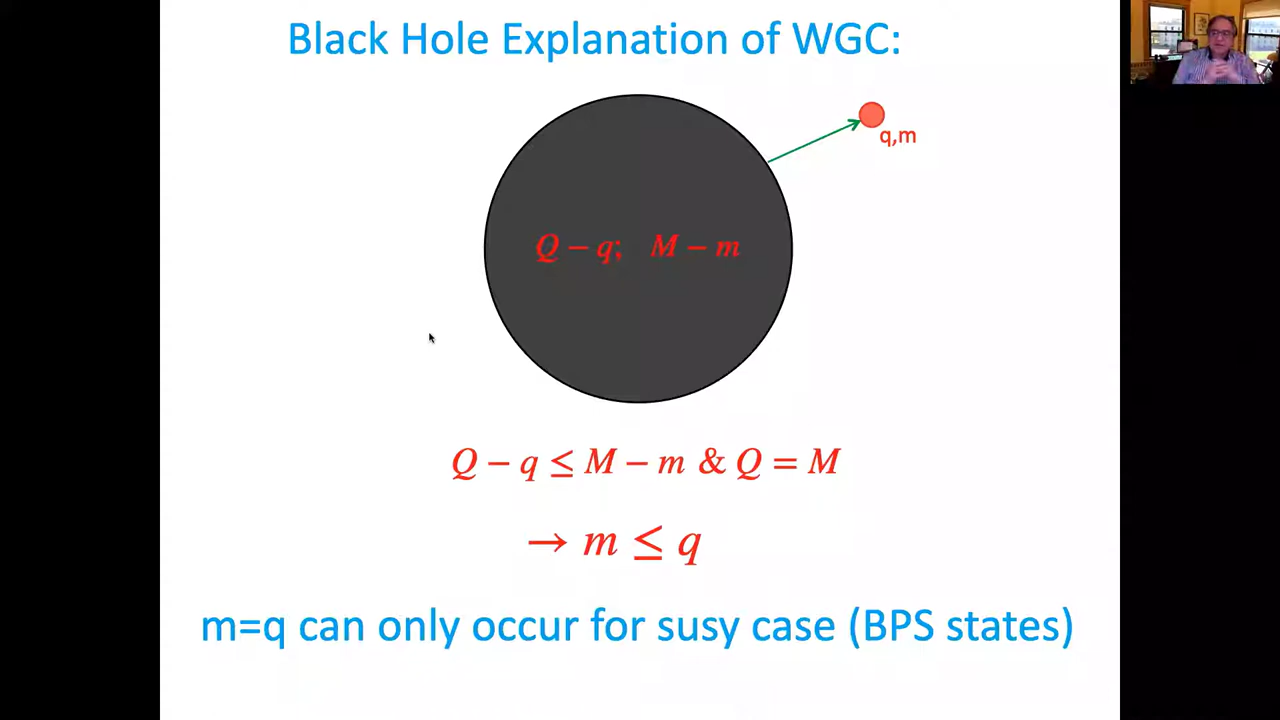 Black Hole Explanation of WGC:
q,m
Q − q; M − m
Q − q ≤ M − m & Q = M
→ m ≤ q
m=q can only occur for susy case (BPS states)